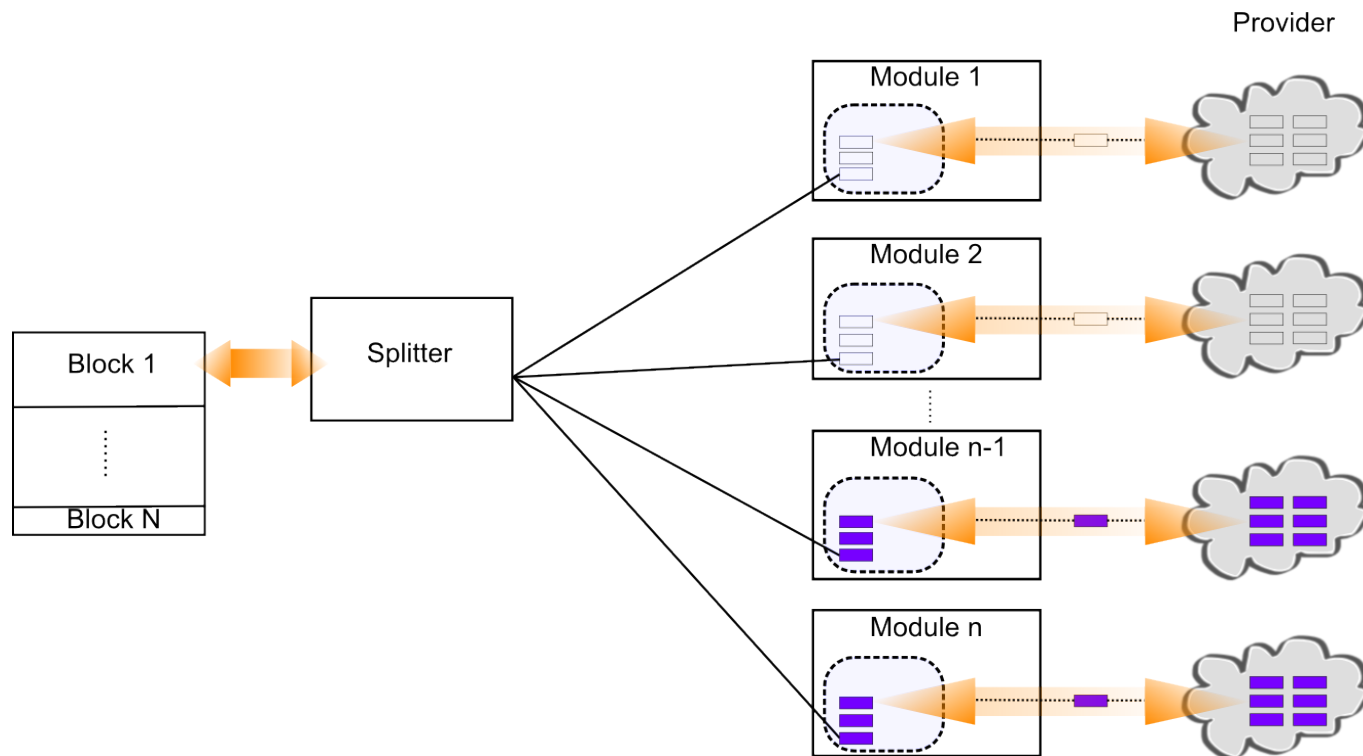 Provider
Module 1
Module 2
Splitter
Block 1
Module n-1
Block N
Module n